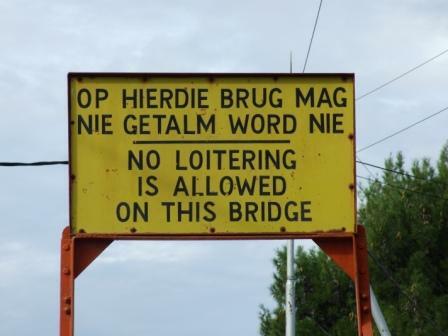 OP HIERDIE BRUG MAG
NIE GETALM WORD NIE
NO LOITERING
IS ALLOWED
ON THIS BRIDGE